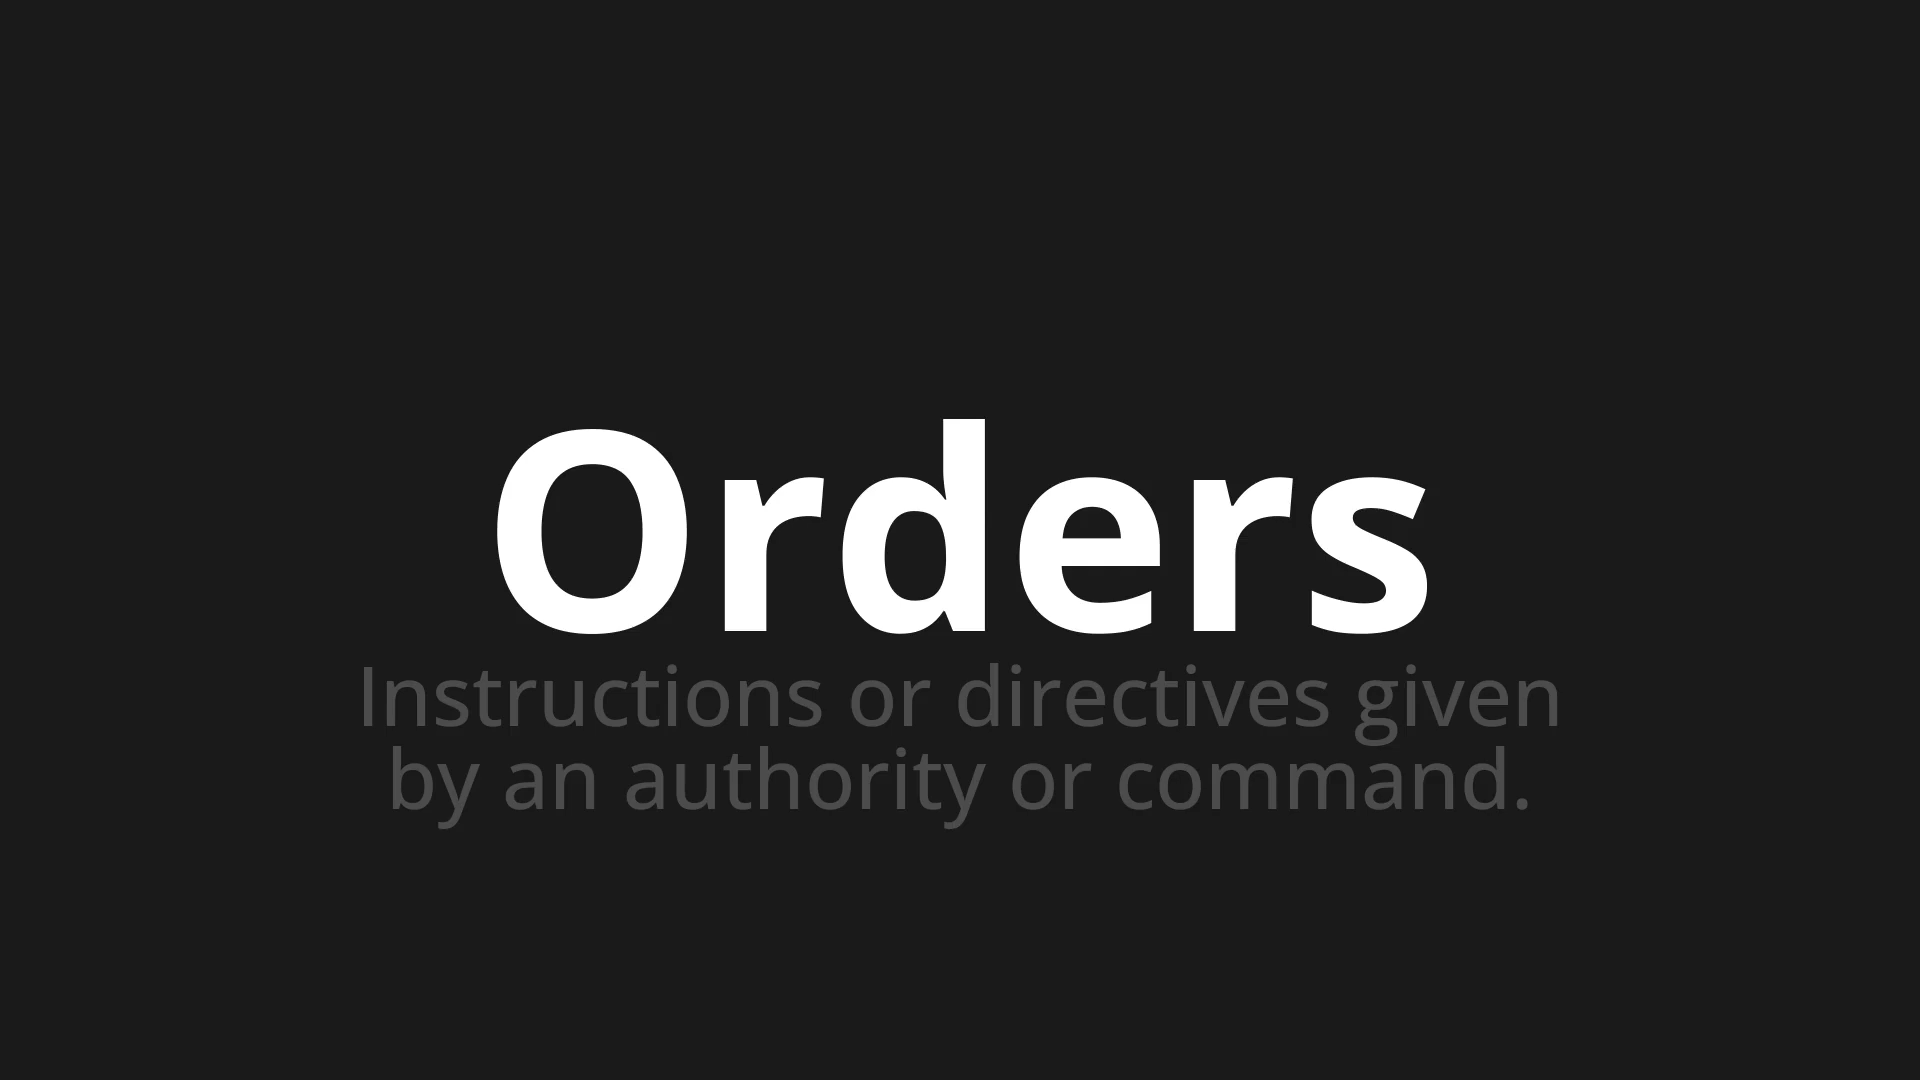 Orders
Instructions or directives given
by an authority or command.